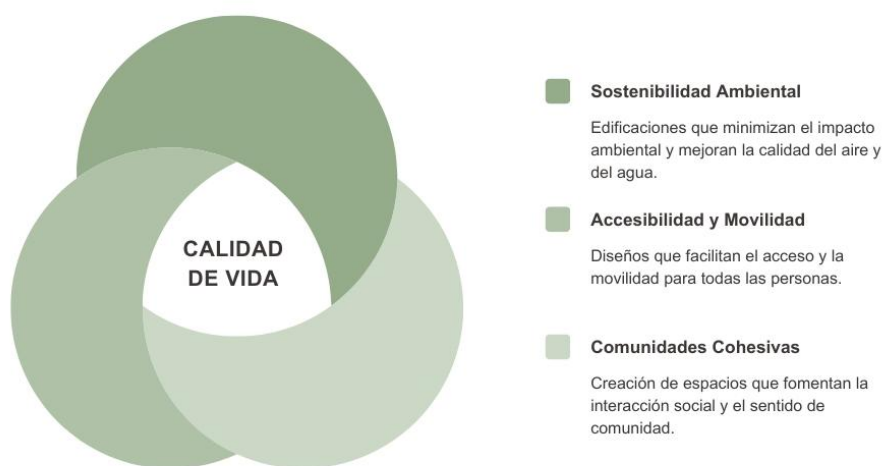 CALIDAD
DE VIDA
Sostenibilidad Ambiental
Edificaciones que minimizan el impacto
ambiental y mejoran la calidad del aire y
del agua.
Accesibilidad y Movilidad
Diseños que facilitan el acceso y la
movilidad para todas las personas.
Comunidades Cohesivas
Creación de espacios que fomentan la
interacción social y el sentido de
comunidad.